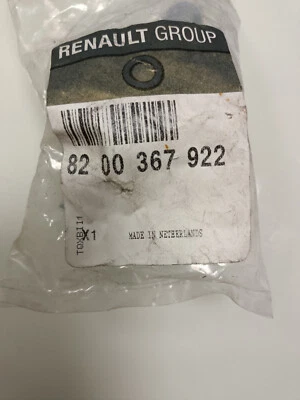 RENAULT GROUP
82 00 367 922
X1
MADE IN NETHERLANDS